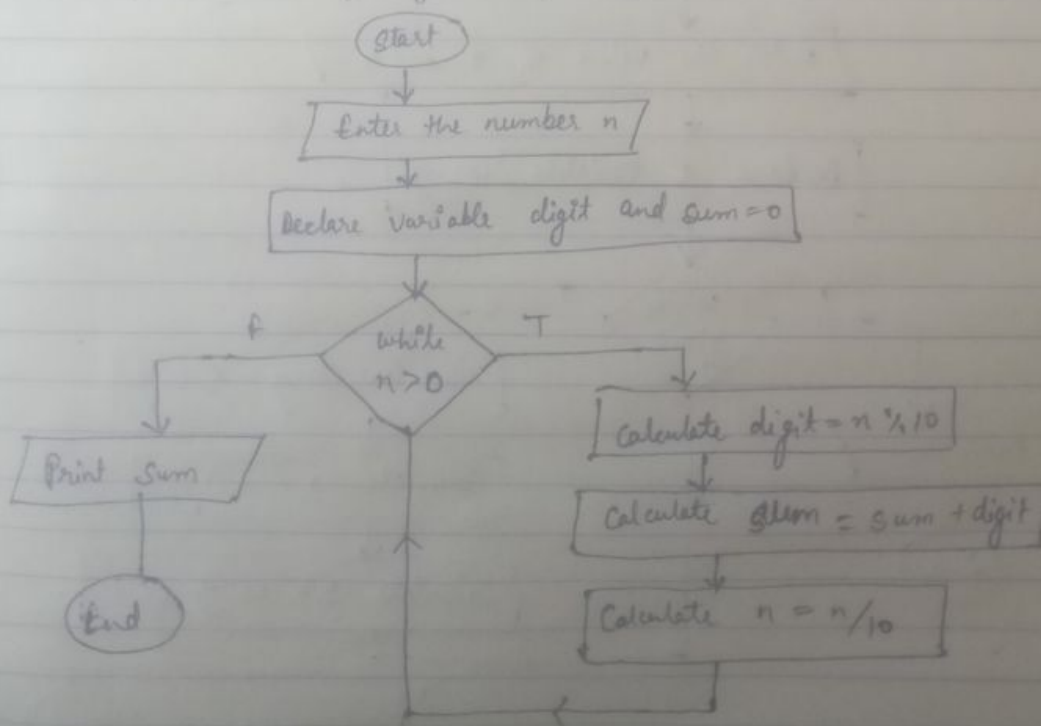 Start
Enter the number n
Declare variable digit and sum=0
F
T
while
n>0
Calculate digit = n % 10
Calculate sum = sum + digit
Calculate n = n/10
Print sum
End